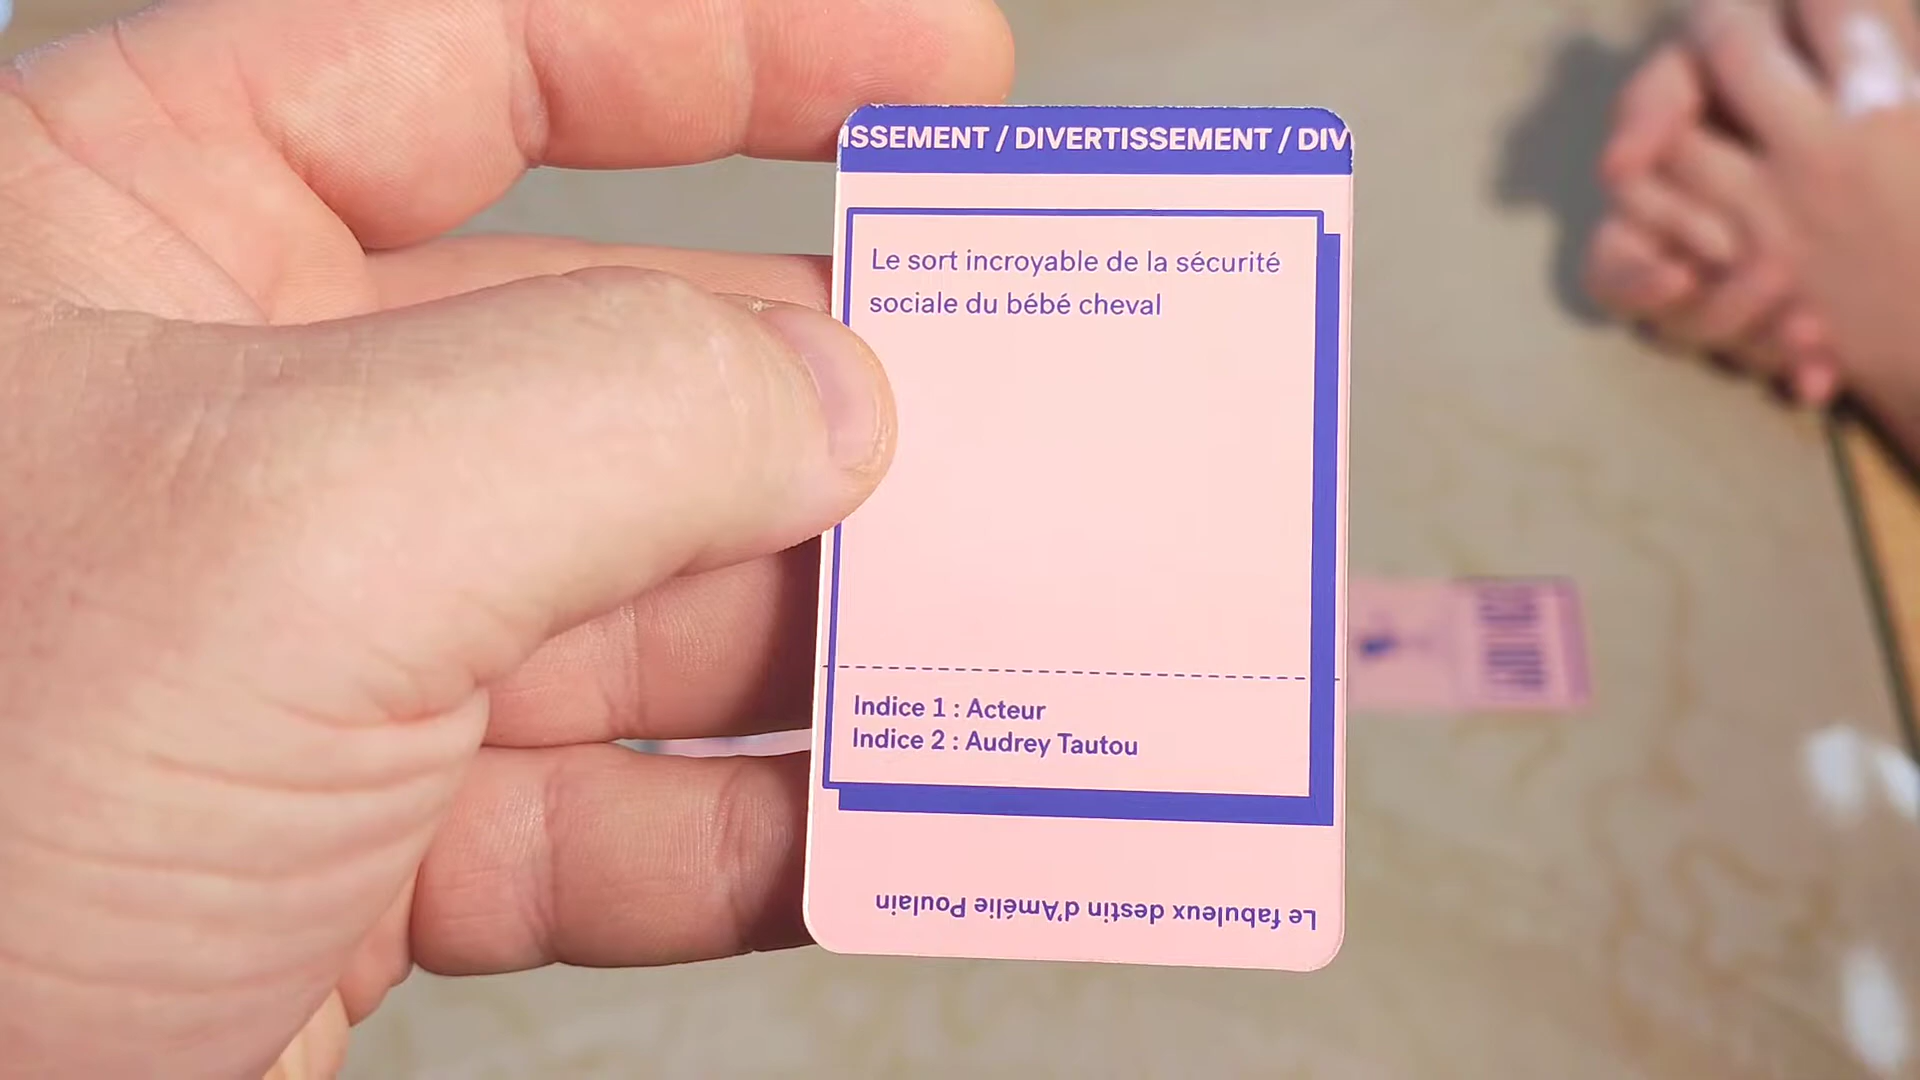 ISSEMENT / DIVERTISSEMENT / DIV
Le sort incroyable de la sécurité
sociale du bébé cheval
Indice 1 : Acteur
Indice 2 : Audrey Tautou
Le fabuleux destin d'Amélie Poulain